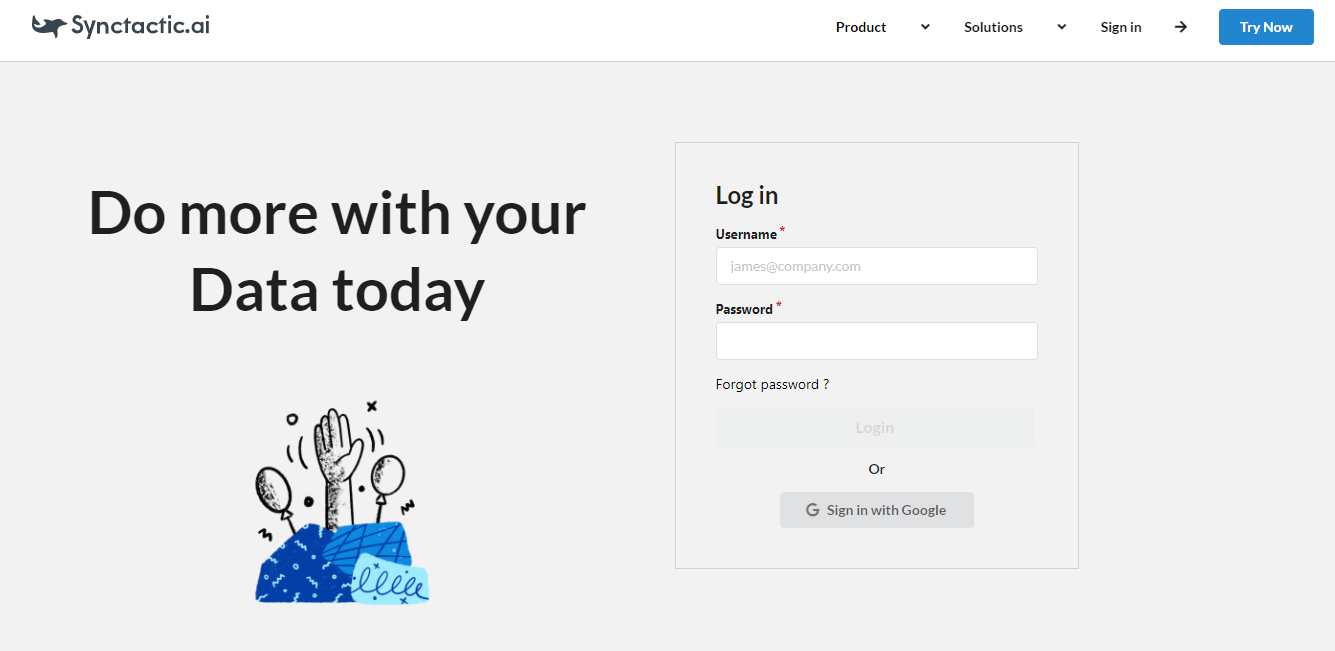 Synctactic.ai
Product
Solutions
Sign in
Try Now
Do more with your
Data today
Log in
Username*
james@company.com
Password *
Forgot password ?
Login
Or
Sign in with Google